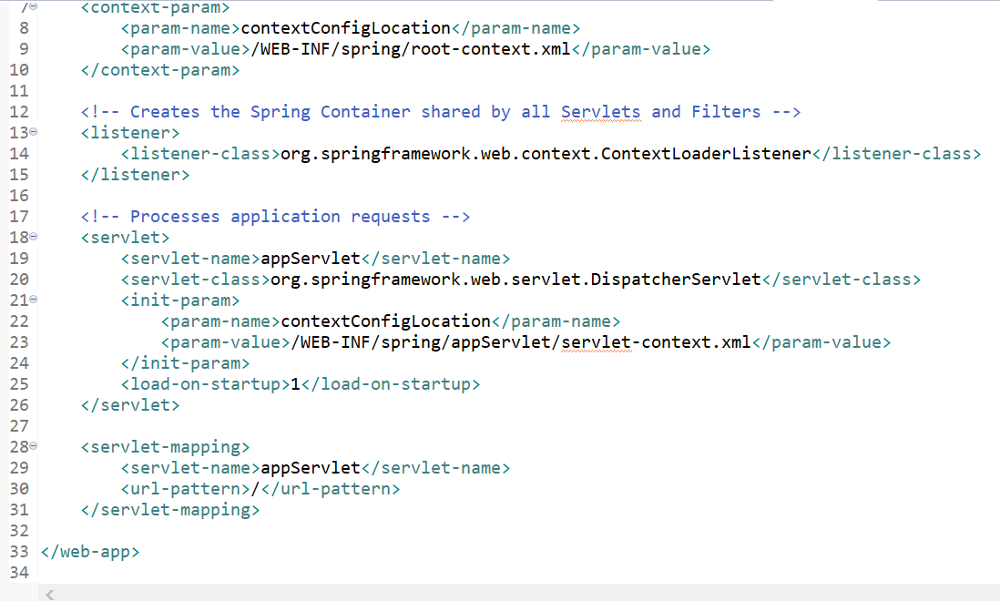 7 <context-param>
8 <param-name>contextConfigLocation</param-name>
9 <param-value>/WEB-INF/spring/root-context.xml</param-value>
10 </context-param>
11
12 <!-- Creates the Spring Container shared by all Servlets and Filters -->
13 <listener>
14 <listener-class>org.springframework.web.context.ContextLoaderListener</listener-class>
15 </listener>
16
17 <!-- Processes application requests -->
18 <servlet>
19 <servlet-name>appServlet</servlet-name>
20 <servlet-class>org.springframework.web.servlet.DispatcherServlet</servlet-class>
21 <init-param>
22 <param-name>contextConfigLocation</param-name>
23 <param-value>/WEB-INF/spring/appServlet/servlet-context.xml</param-value>
24 </init-param>
25 <load-on-startup>1</load-on-startup>
26 </servlet>
27
28 <servlet-mapping>
29 <servlet-name>appServlet</servlet-name>
30 <url-pattern>/</url-pattern>
31 </servlet-mapping>
32
33 </web-app>
34